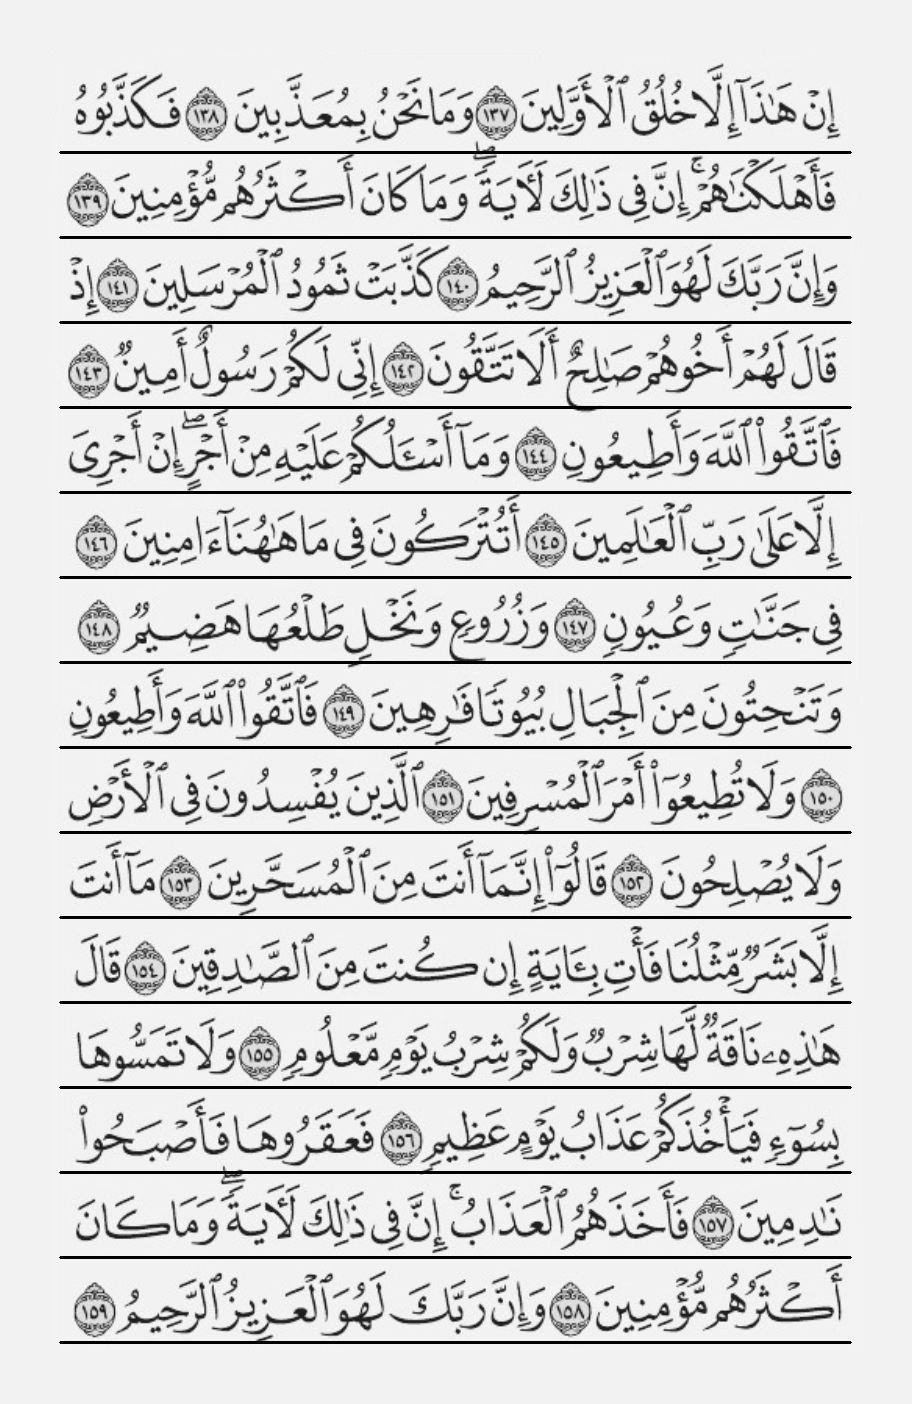 إِنْ هَٰذَآ إِلَّا خُلُقُ ٱلْأَوَّلِينَ ١٣٧ وَمَا نَحْنُ بِمُعَذَّبِينَ ١٣٨ فَكَذَّبُوهُ
فَأَهْلَكْنَٰهُمْ ۚ إِنَّ فِى ذَٰلِكَ لَـَٔايَةً ۖ وَمَا كَانَ أَكْثَرُهُم مُّؤْمِنِينَ ١٣٩
وَإِنَّ رَبَّكَ لَهُوَ ٱلْعَزِيزُ ٱلرَّحِيمُ ١٤٠ كَذَّبَتْ ثَمُودُ ٱلْمُرْسَلِينَ ١٤١ إِذْ
قَالَ لَهُمْ أَخُوهُمْ صَٰلِحٌ أَلَا تَتَّقُونَ ١٤٢ إِنِّى لَكُمْ رَسُولٌ أَمِينٌ ١٤٣
فَٱتَّقُوا۟ ٱللَّهَ وَأَطِيعُونِ ١٤٤ وَمَآ أَسْـَٔلُكُمْ عَلَيْهِ مِنْ أَجْرٍ ۖ إِنْ أَجْرِىَ
إِلَّا عَلَىٰ رَبِّ ٱلْعَٰلَمِينَ ١٤٥ أَتُتْرَكُونَ فِى مَا هَٰهُنَآ ءَامِنِينَ ١٤٦
فِى جَنَّٰتٍ وَعُيُونٍ ١٤٧ وَزُرُوعٍ وَنَخْلٍ طَلْعُهَا هَضِيمٌ ١٤٨
وَتَنْحِتُونَ مِنَ ٱلْجِبَالِ بُيُوتًا فَٰرِهِينَ ١٤٩ فَٱتَّقُوا۟ ٱللَّهَ وَأَطِيعُونِ
١٥٠ وَلَا تُطِيعُوٓا۟ أَمْرَ ٱلْمُسْرِفِينَ ١٥١ ٱلَّذِينَ يُفْسِدُونَ فِى ٱلْأَرْضِ
وَلَا يُصْلِحُونَ ١٥٢ قَالُوٓا۟ إِنَّمَآ أَنتَ مِنَ ٱلْمُسَحَّرِينَ ١٥٣ مَآ أَنتَ
إِلَّا بَشَرٌ مِّثْلُنَا فَأْتِ بِـَٔايَةٍ إِن كُنتَ مِنَ ٱلصَّٰدِقِينَ ١٥٤ قَالَ
هَٰذِهِۦ نَاقَةٌ لَّهَا شِرْبٌ وَلَكُمْ شِرْبُ يَوْمٍ مَّعْلُومٍ ١٥٥ وَلَا تَمَسُّوهَا
بِسُوٓءٍ فَيَأْخُذَكُمْ عَذَابُ يَوْمٍ عَظِيمٍ ١٥٦ فَعَقَرُوهَا فَأَصْبَحُوا۟
نَٰدِمِينَ ١٥٧ فَأَخَذَهُمُ ٱلْعَذَابُ ۚ إِنَّ فِى ذَٰلِكَ لَـَٔايَةً ۖ وَمَا كَانَ
أَكْثَرُهُم مُّؤْمِنِينَ ١٥٨ وَإِنَّ رَبَّكَ لَهُوَ ٱلْعَزِيزُ ٱلرَّحِيمُ ١٥٩